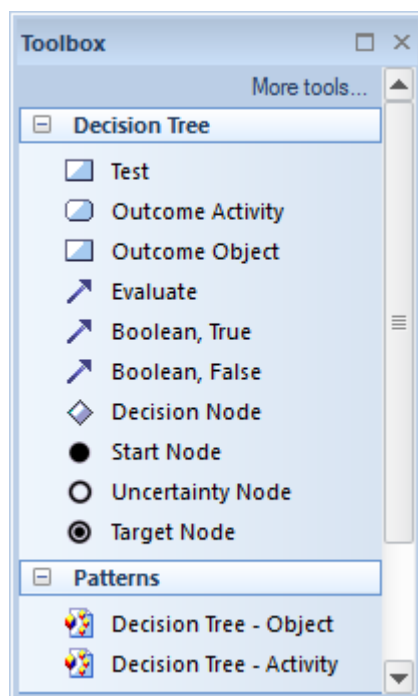 Toolbox
More tools...
Decision Tree
Test
Outcome Activity
Outcome Object
Evaluate
Boolean, True
Boolean, False
Decision Node
Start Node
Uncertainty Node
Target Node
Patterns
Decision Tree - Object
Decision Tree - Activity